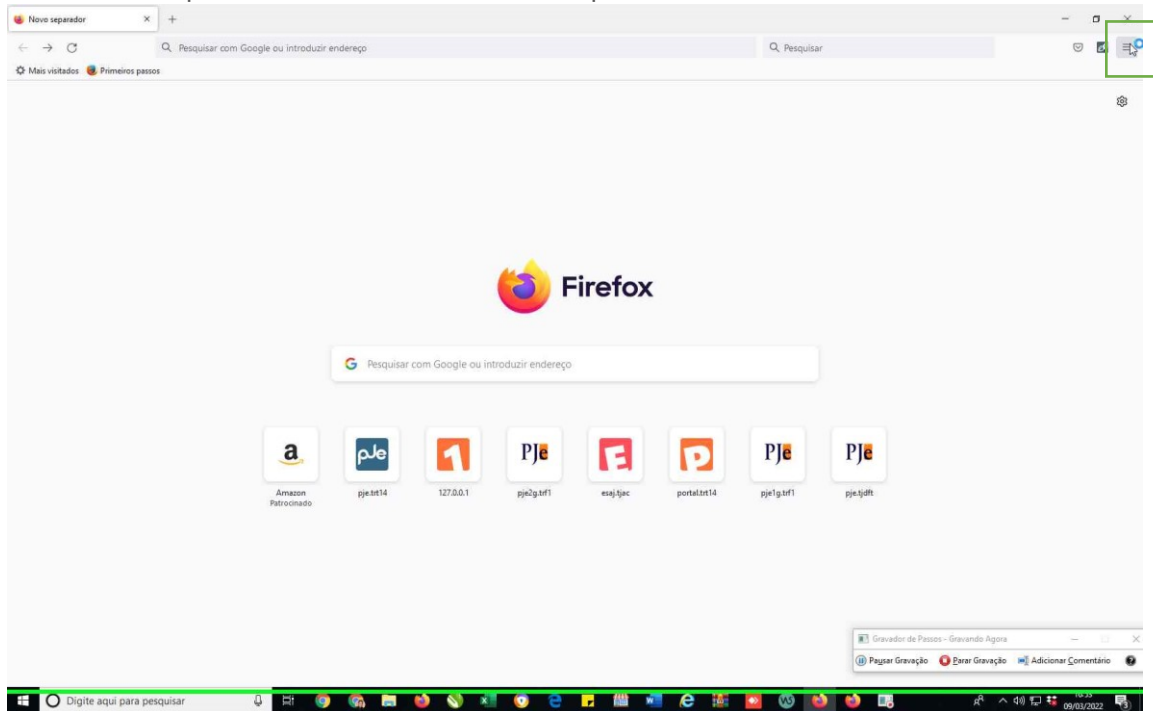 Novo separador
Pesquisar com Google ou introduzir endereço
Pesquisar
Mais visitados
Primeiros passos
Firefox
Pesquisar com Google ou introduzir endereço
a
pje
1
PJe
E
P
PJe
PJe
Amazon
Patrocinado
pje.trt14
127.0.0.1
pje2g.trf1
esaj.tjac
portal.trt14
pje1g.trf1
pje.tjdft
Gravador de Passos - Gravando Agora
Pausar Gravação
Parar Gravação
Adicionar Comentário
Digite aqui para pesquisar
09/03/2022
3